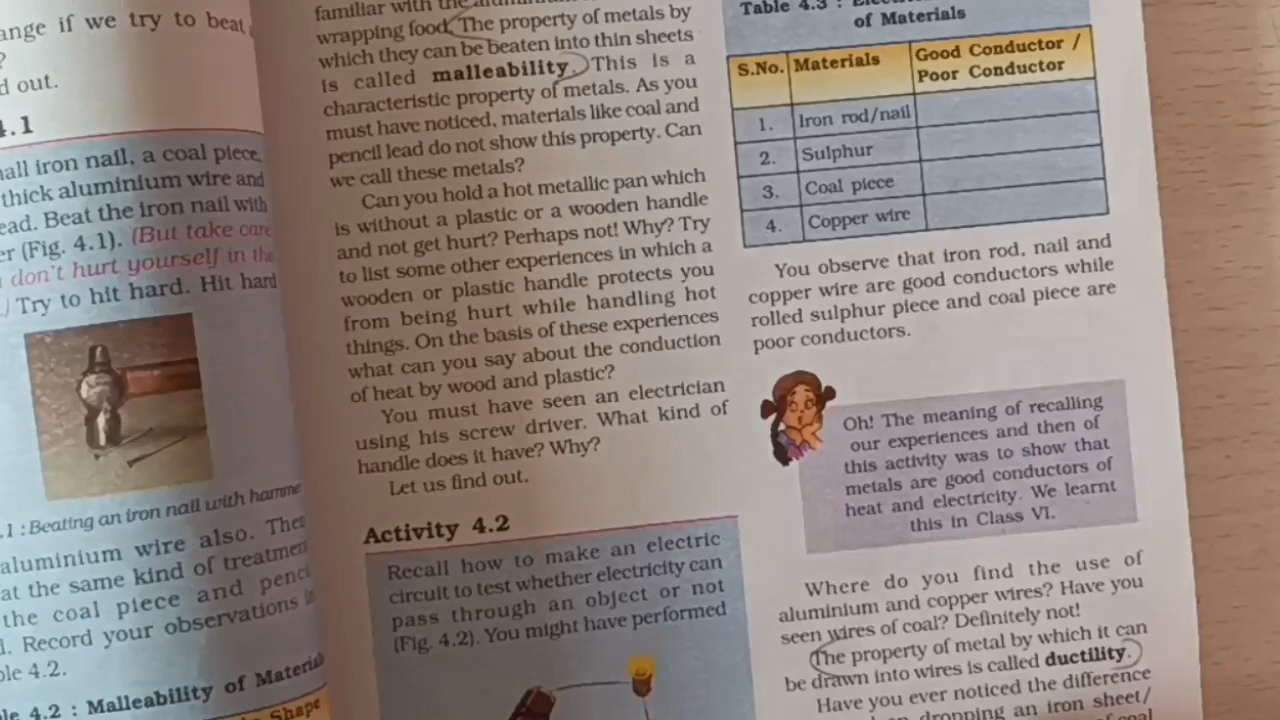 ange if we try to beat
?
d out.
4.1
all iron nail, a coal piece,
thick aluminium wire and
ead. Beat the iron nail with
er (Fig. 4.1). (But take care
don't hurt yourself in the
.) Try to hit hard. Hit hard
.1 : Beating an iron nail with hamme
aluminium wire also. Then
at the same kind of treatmen
the coal piece and penci
d. Record your observations in
ble 4.2.
le 4.2 : Malleability of Material
Shape
familiar with the
wrapping food. The property of metals by
which they can be beaten into thin sheets
is called malleability. This is a
characteristic property of metals. As you
must have noticed, materials like coal and
pencil lead do not show this property. Can
we call these metals?
Can you hold a hot metallic pan which
is without a plastic or a wooden handle
and not get hurt? Perhaps not! Why? Try
to list some other experiences in which a
wooden or plastic handle protects you
from being hurt while handling hot
things. On the basis of these experiences
what can you say about the conduction
of heat by wood and plastic?
You must have seen an electrician
using his screw driver. What kind of
handle does it have? Why?
Let us find out.
Activity 4.2
Recall how to make an electric
circuit to test whether electricity can
pass through an object or not
(Fig. 4.2). You might have performed
Table 4.3 :
of Materials
S.No. Materials Good Conductor /
Poor Conductor
1. Iron rod/nail
2. Sulphur
3. Coal piece
4. Copper wire
You observe that iron rod, nail and
copper wire are good conductors while
rolled sulphur piece and coal piece are
poor conductors.
Oh! The meaning of recalling
our experiences and then of
this activity was to show that
metals are good conductors of
heat and electricity. We learnt
this in Class VI.
Where do you find the use of
aluminium and copper wires? Have you
seen wires of coal? Definitely not!
The property of metal by which it can
be drawn into wires is called ductility.
Have you ever noticed the difference
dropping an iron sheet/
of coal